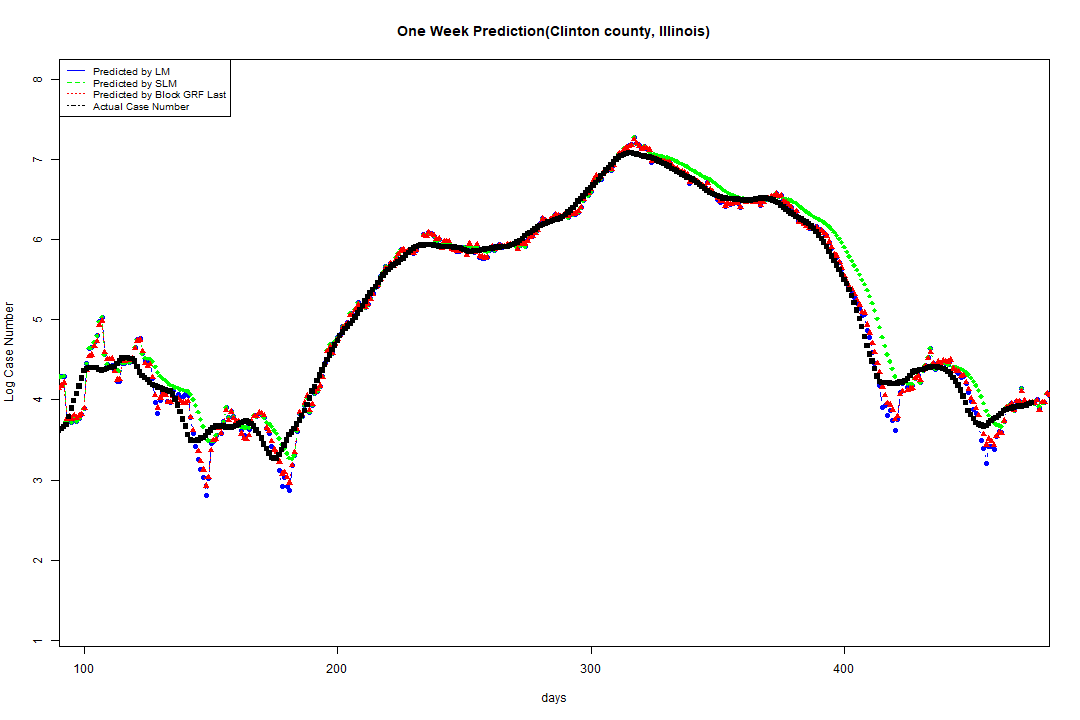 One Week Prediction(Clinton county, Illinois)
Predicted by LM
Predicted by SLM
Predicted by Block GRF Last
Actual Case Number
8
7
6
5
4
3
2
1
Log Case Number
100 200 300 400
days